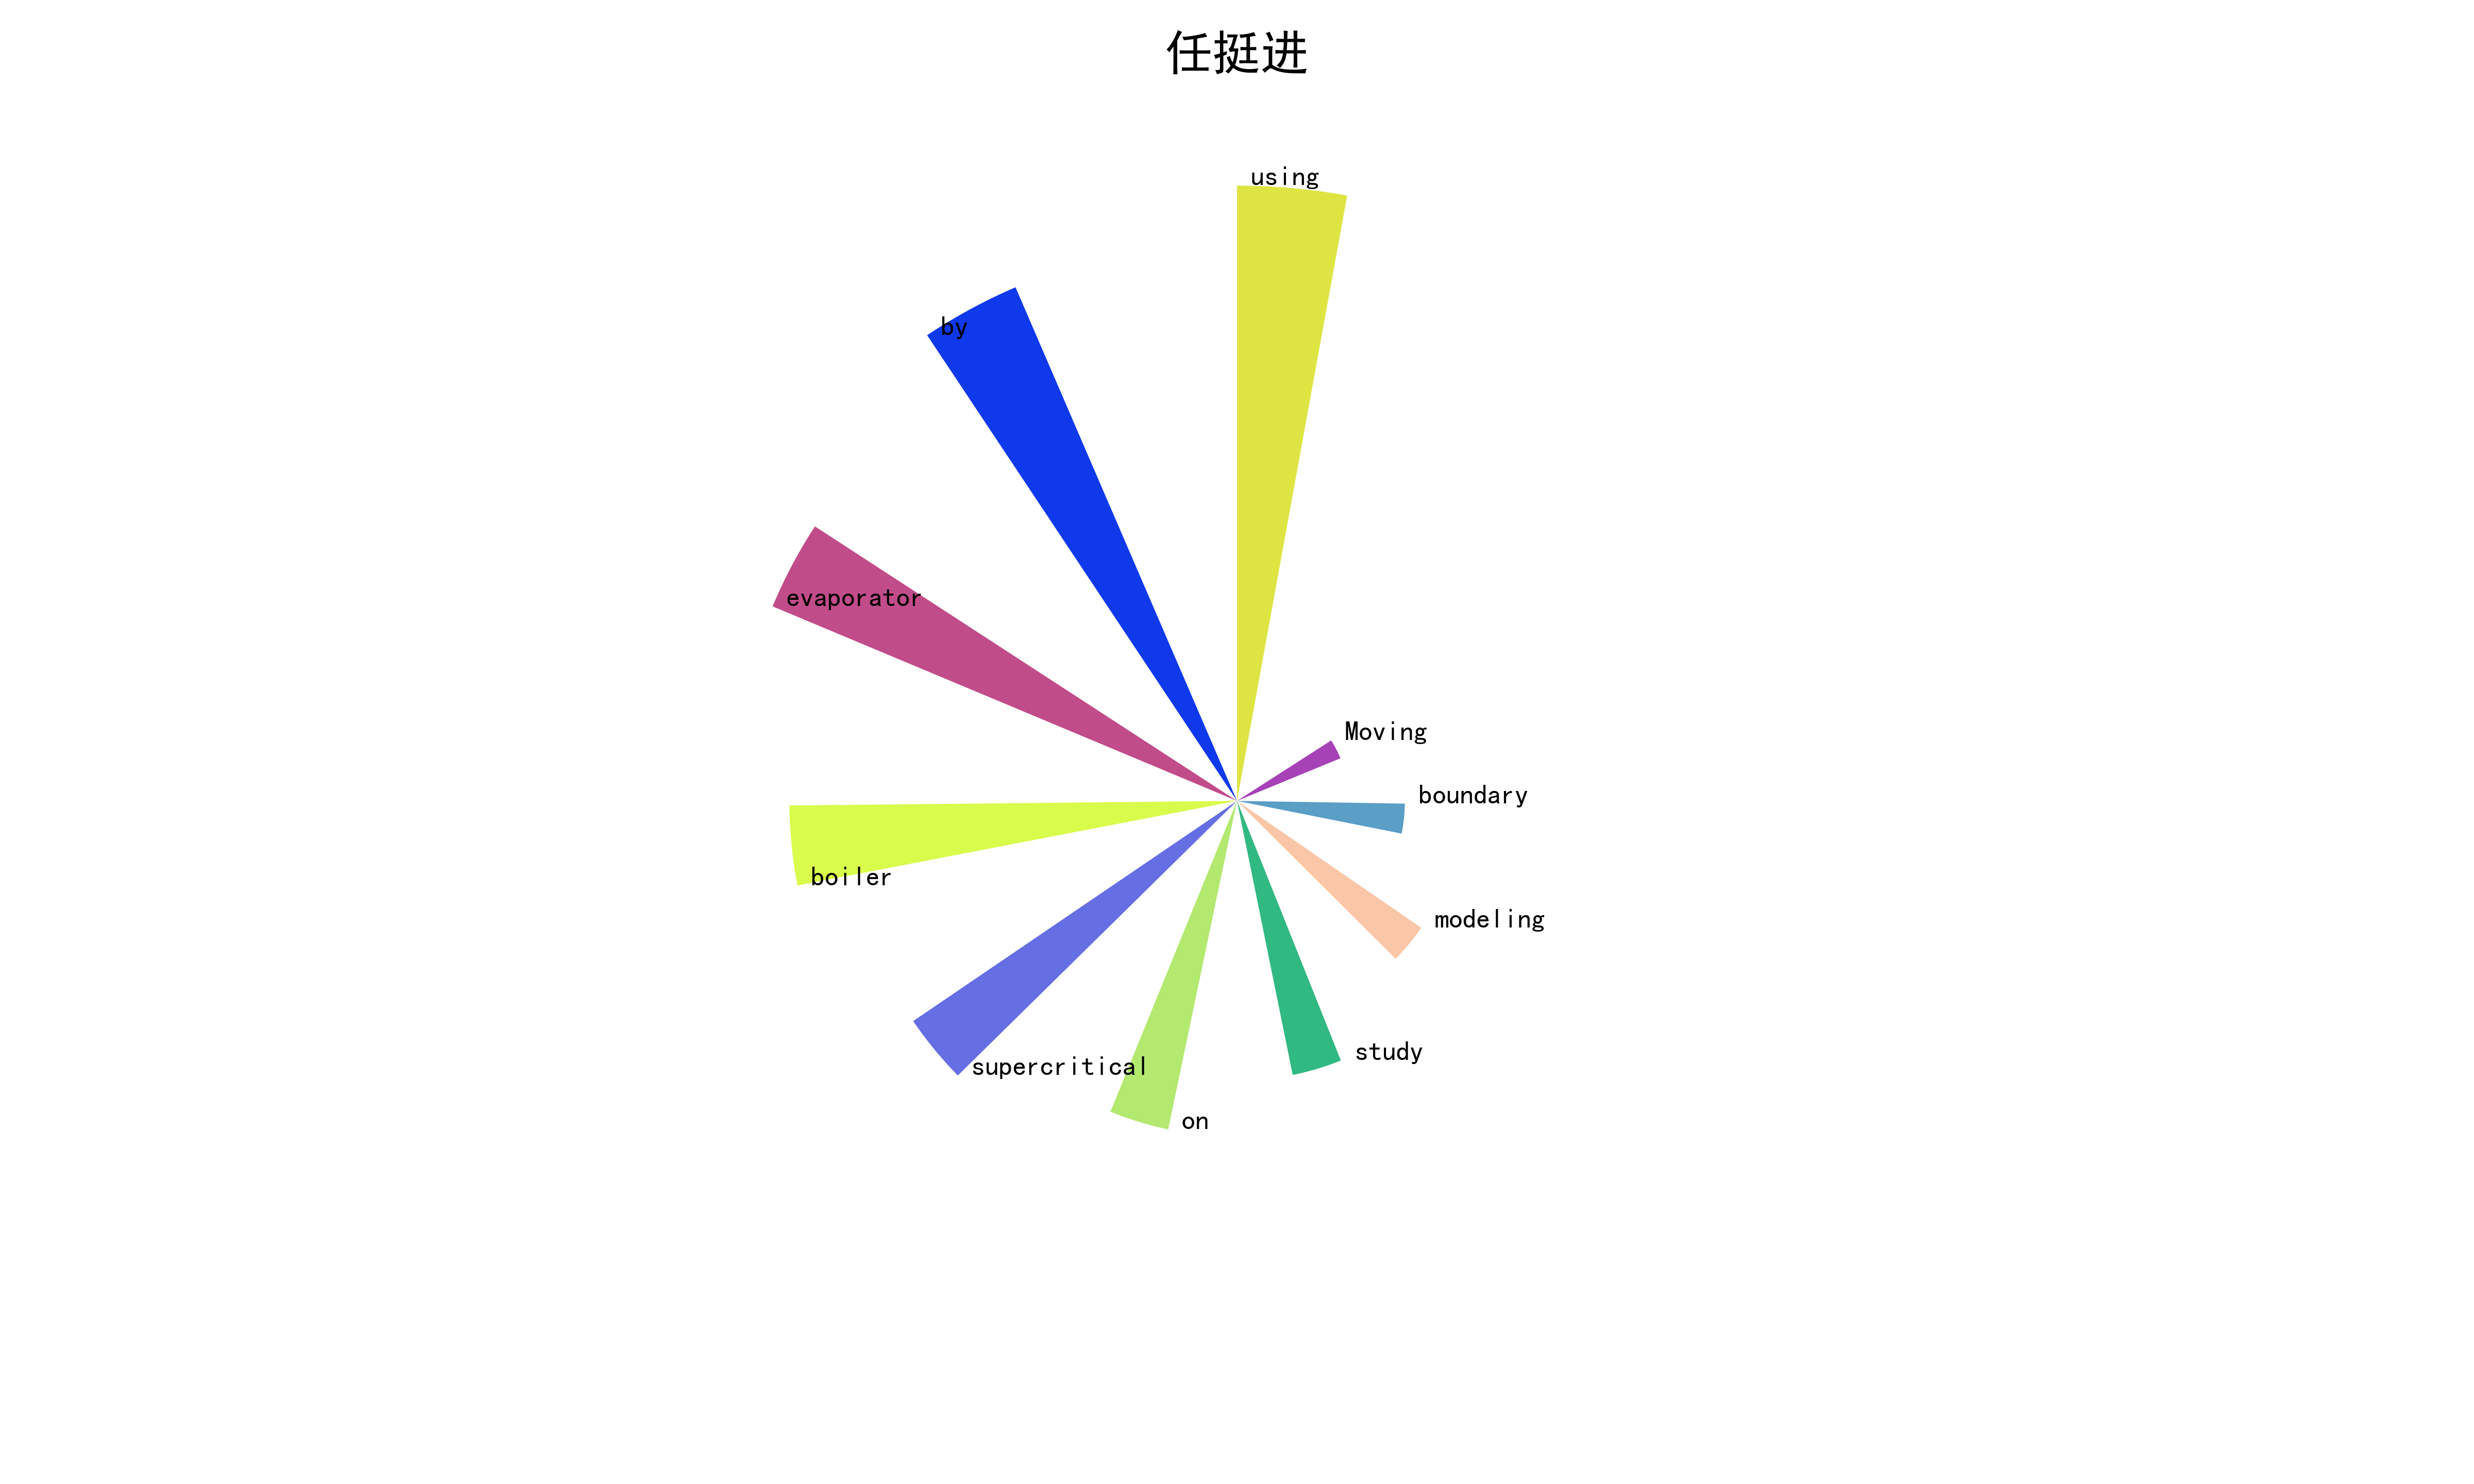 任挺进
using
by
evaporator
Moving
boundary
boiler
modeling
study
supercritical
on